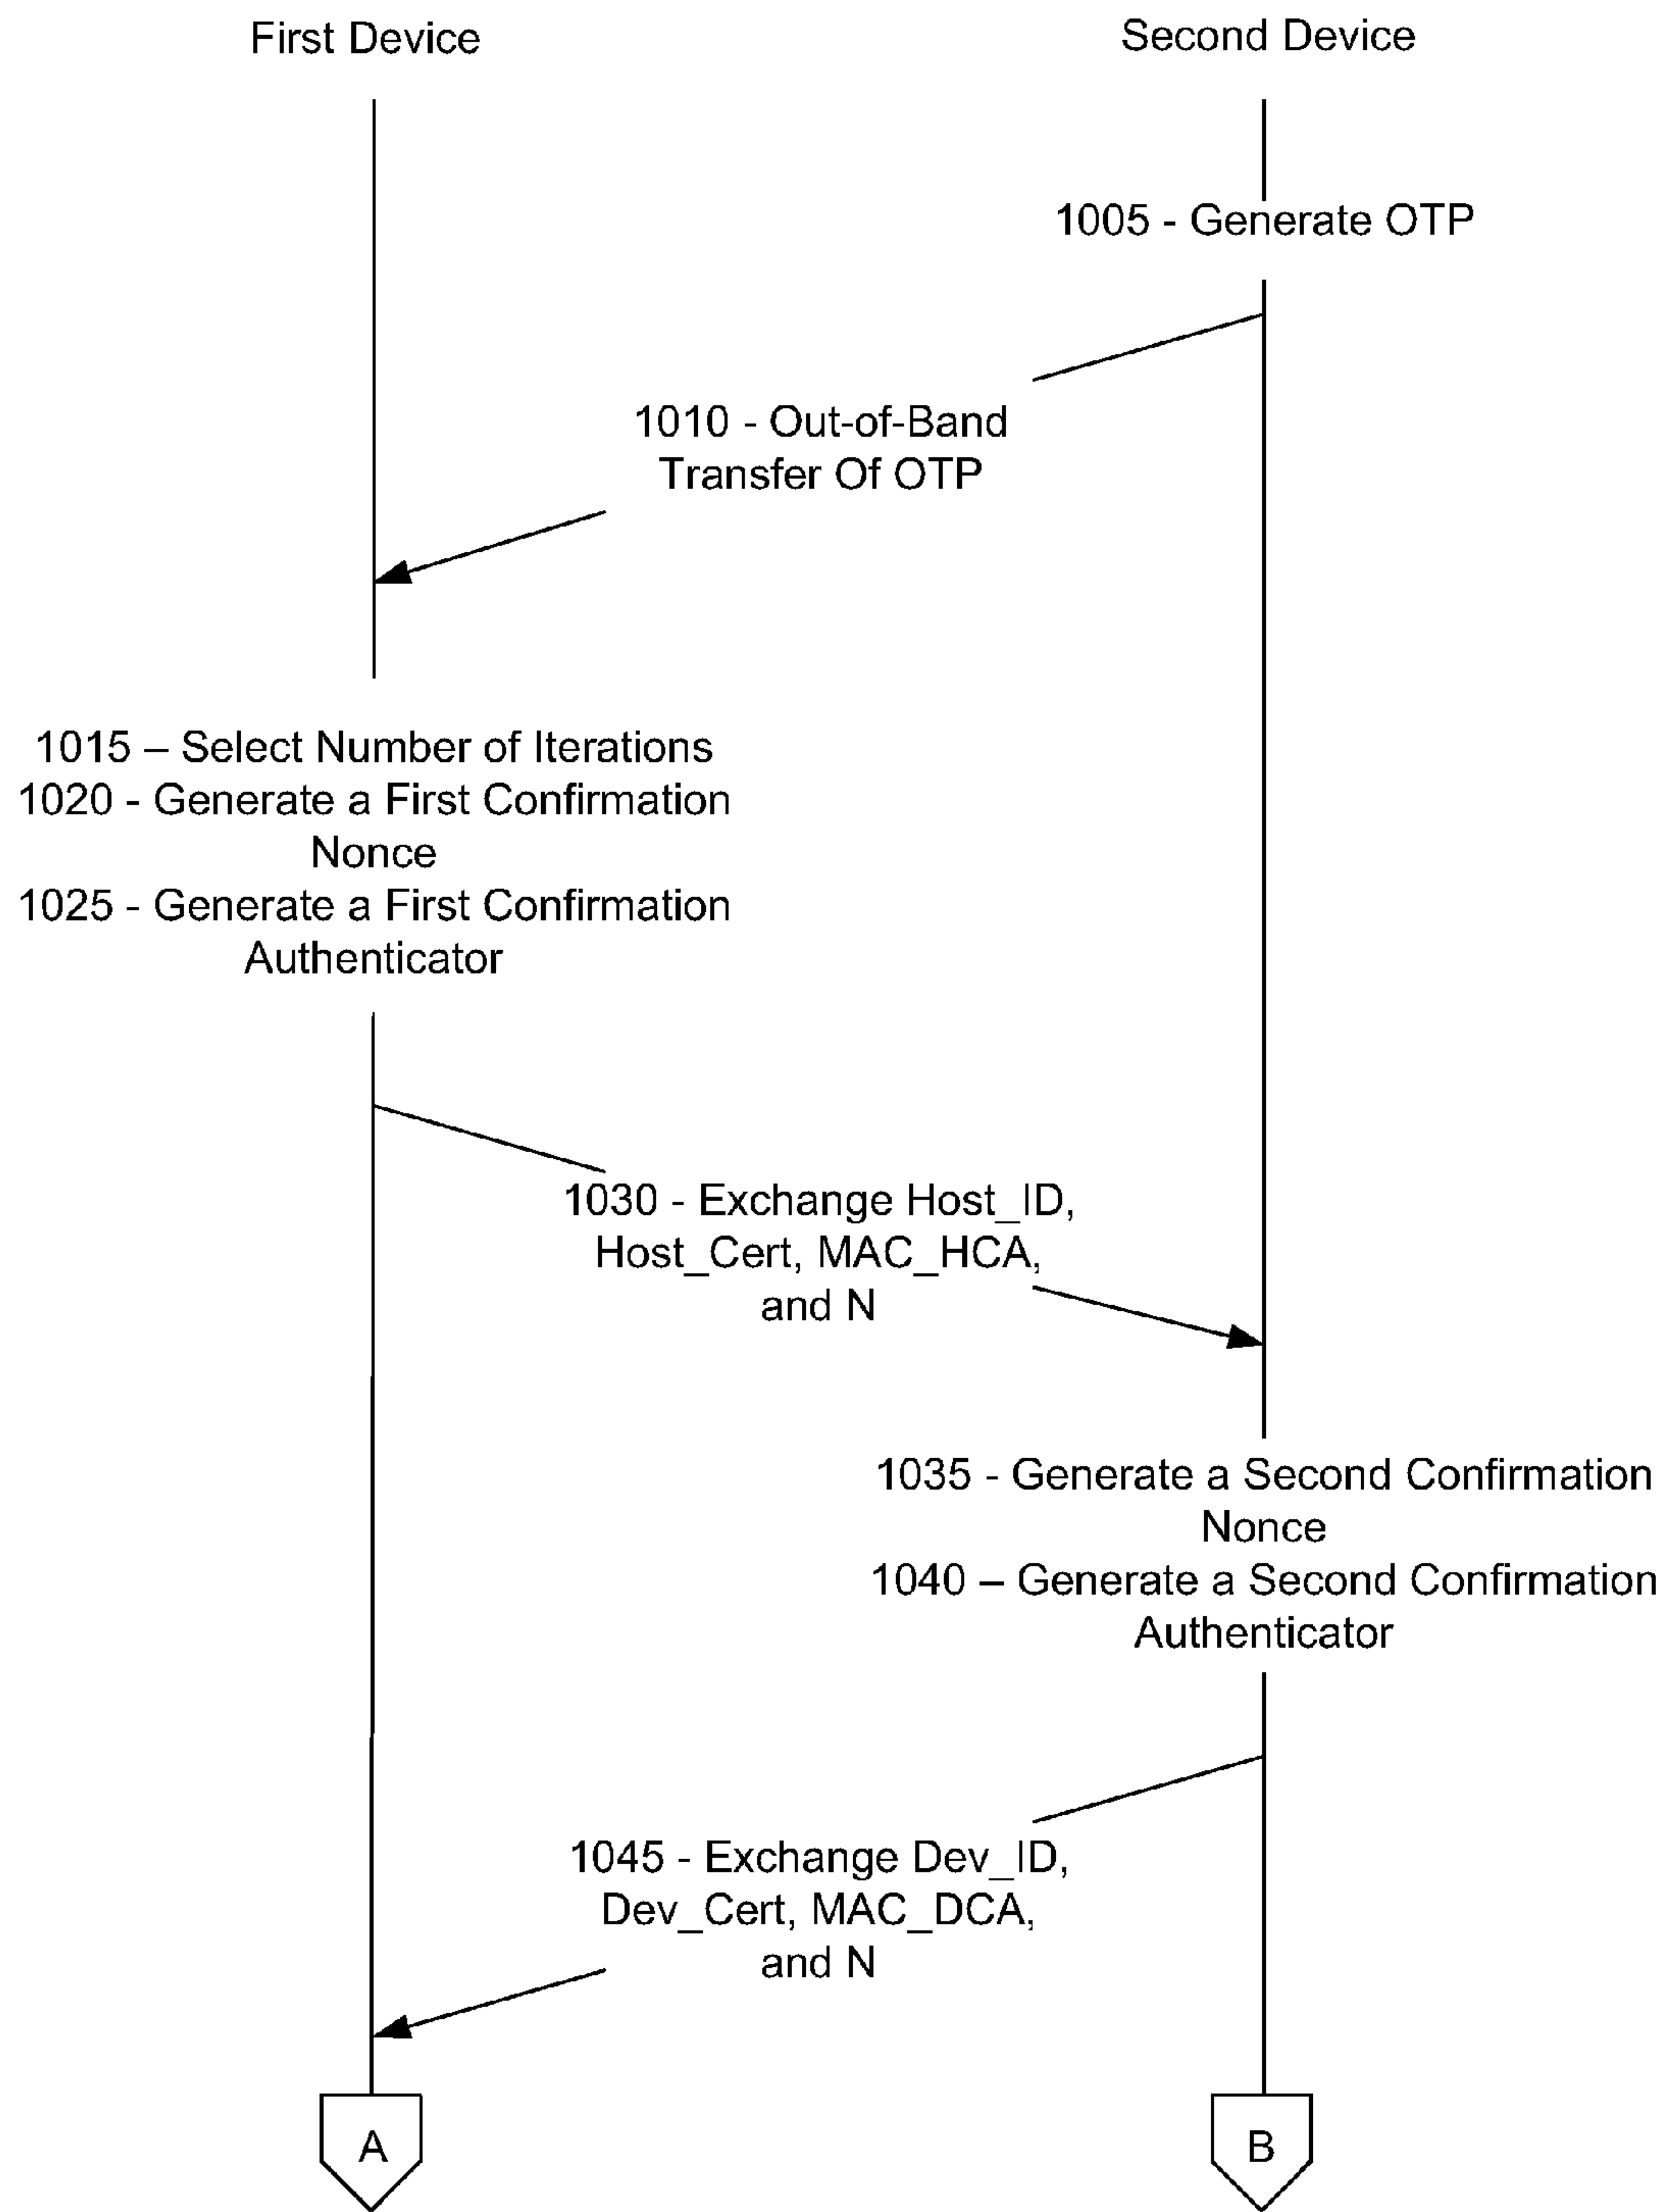 First Device
Second Device
1005 - Generate OTP
1010 - Out-of-Band
Transfer Of OTP
1015 – Select Number of Iterations
1020 - Generate a First Confirmation
Nonce
1025 - Generate a First Confirmation
Authenticator
1030 - Exchange Host_ID,
Host_Cert, MAC_HCA,
and N
1035 - Generate a Second Confirmation
Nonce
1040 – Generate a Second Confirmation
Authenticator
1045 - Exchange Dev_ID,
Dev_Cert, MAC_DCA,
and N
A
B